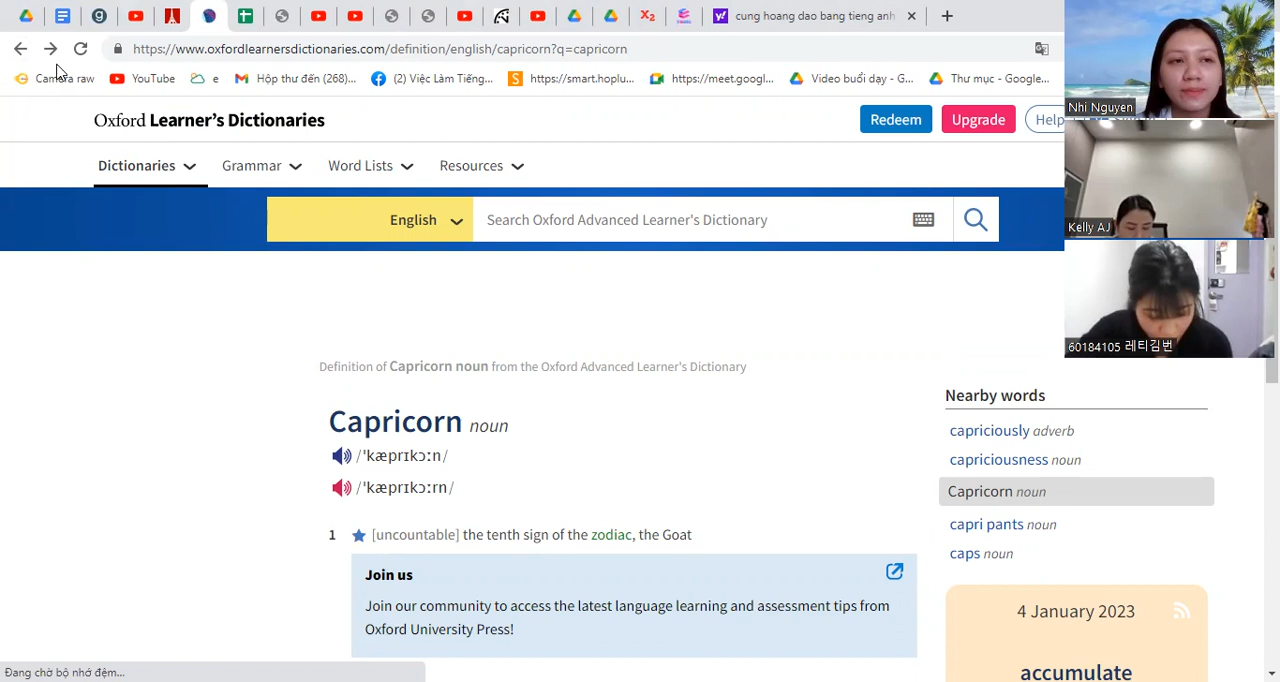 cung hoang dao bang tieng anh
https://www.oxfordlearnersdictionaries.com/definition/english/capricorn?q=capricorn
Camera raw
YouTube
e
Hộp thư đến (268)...
(2) Việc Làm Tiếng...
https://smart.hoplu...
https://meet.googl...
Video buổi dạy - G...
Thư mục - Google...
Nhi Nguyen
Oxford Learner's Dictionaries
Redeem
Upgrade
Help
Dictionaries
Grammar
Word Lists
Resources
English
Search Oxford Advanced Learner's Dictionary
Kelly AJ
60184105 레티김번
Definition of Capricorn noun from the Oxford Advanced Learner's Dictionary
Capricorn noun
/ˈkæprɪkɔːn/
/ˈkæprɪkɔːrn/
1 [uncountable] the tenth sign of the zodiac, the Goat
Join us
Join our community to access the latest language learning and assessment tips from
Oxford University Press!
Nearby words
capriciously adverb
capriciousness noun
Capricorn noun
capri pants noun
caps noun
4 January 2023
accumulate
Đang chờ bộ nhớ đệm...